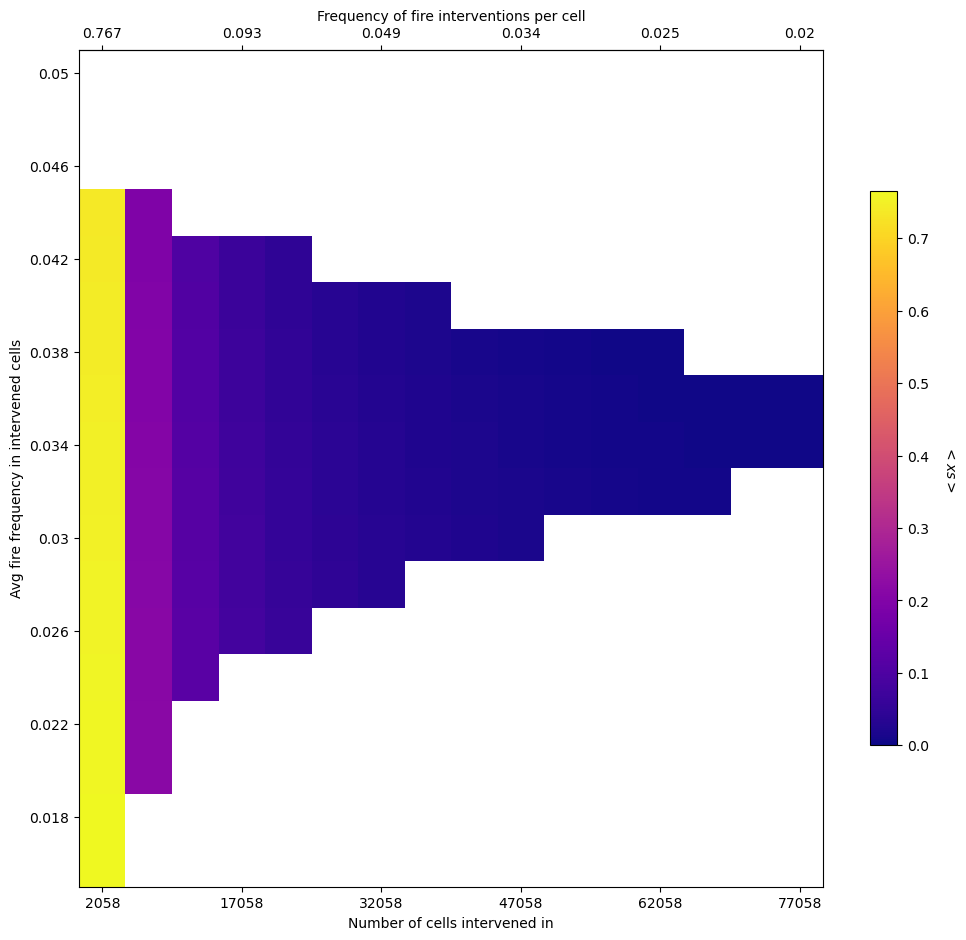 Frequency of fire interventions per cell
0.767 0.093 0.049 0.034 0.025 0.02
0.05
0.046
0.042
0.038
0.034
0.03
0.026
0.022
0.018
Avg fire frequency in intervened cells
2058 17058 32058 47058 62058 77058
Number of cells intervened in
0.7
0.6
0.5
0.4
0.3
0.2
0.1
0.0
< xs >